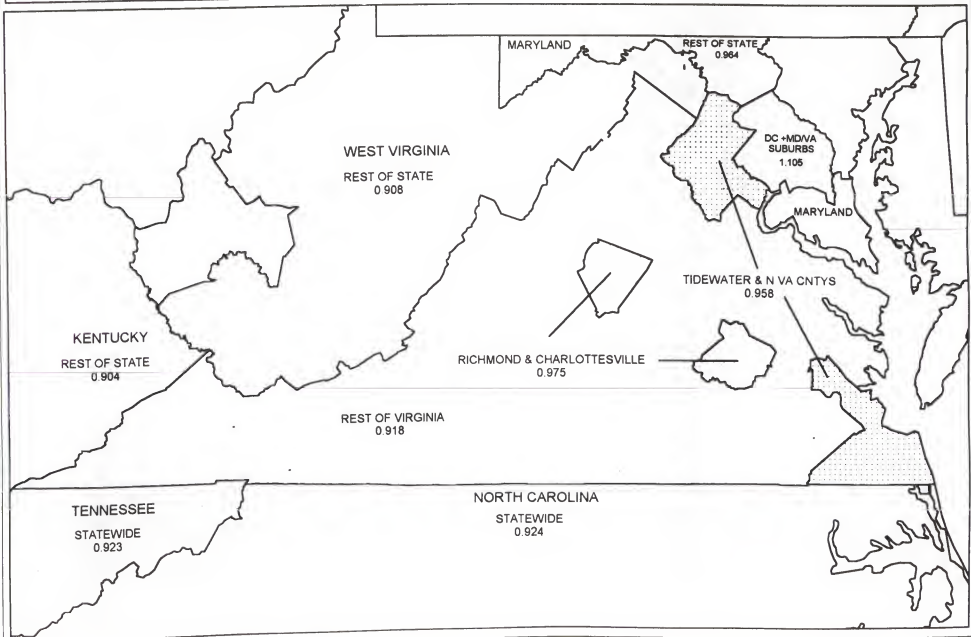 MARYLAND
REST OF STATE
0.964
WEST VIRGINIA
REST OF STATE
0.908
DC +MD/VA
SUBURBS
1.105
MARYLAND
TIDEWATER & N VA CNTYS
0.958
KENTUCKY
REST OF STATE
0.904
RICHMOND & CHARLOTTESVILLE
0.975
REST OF VIRGINIA
0.918
TENNESSEE
STATEWIDE
0.923
NORTH CAROLINA
STATEWIDE
0.924